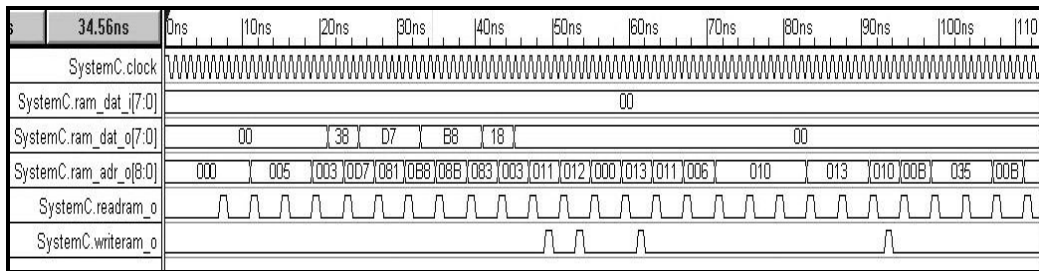 s 34.56ns 0ns 10ns 20ns 30ns 40ns 50ns 60ns 70ns 80ns 90ns 100ns 110
SystemC.clock
SystemC.ram_dat_i[7:0] 00
SystemC.ram_dat_o[7:0] 00 38 D7 B8 18 00
SystemC.ram_adr_o[8:0] 000 005 003 0D7 081 0B8 08B 083 003 011 012 000 013 011 006 010 013 010 00B 035 00B
SystemC.readram_o
SystemC.writeram_o